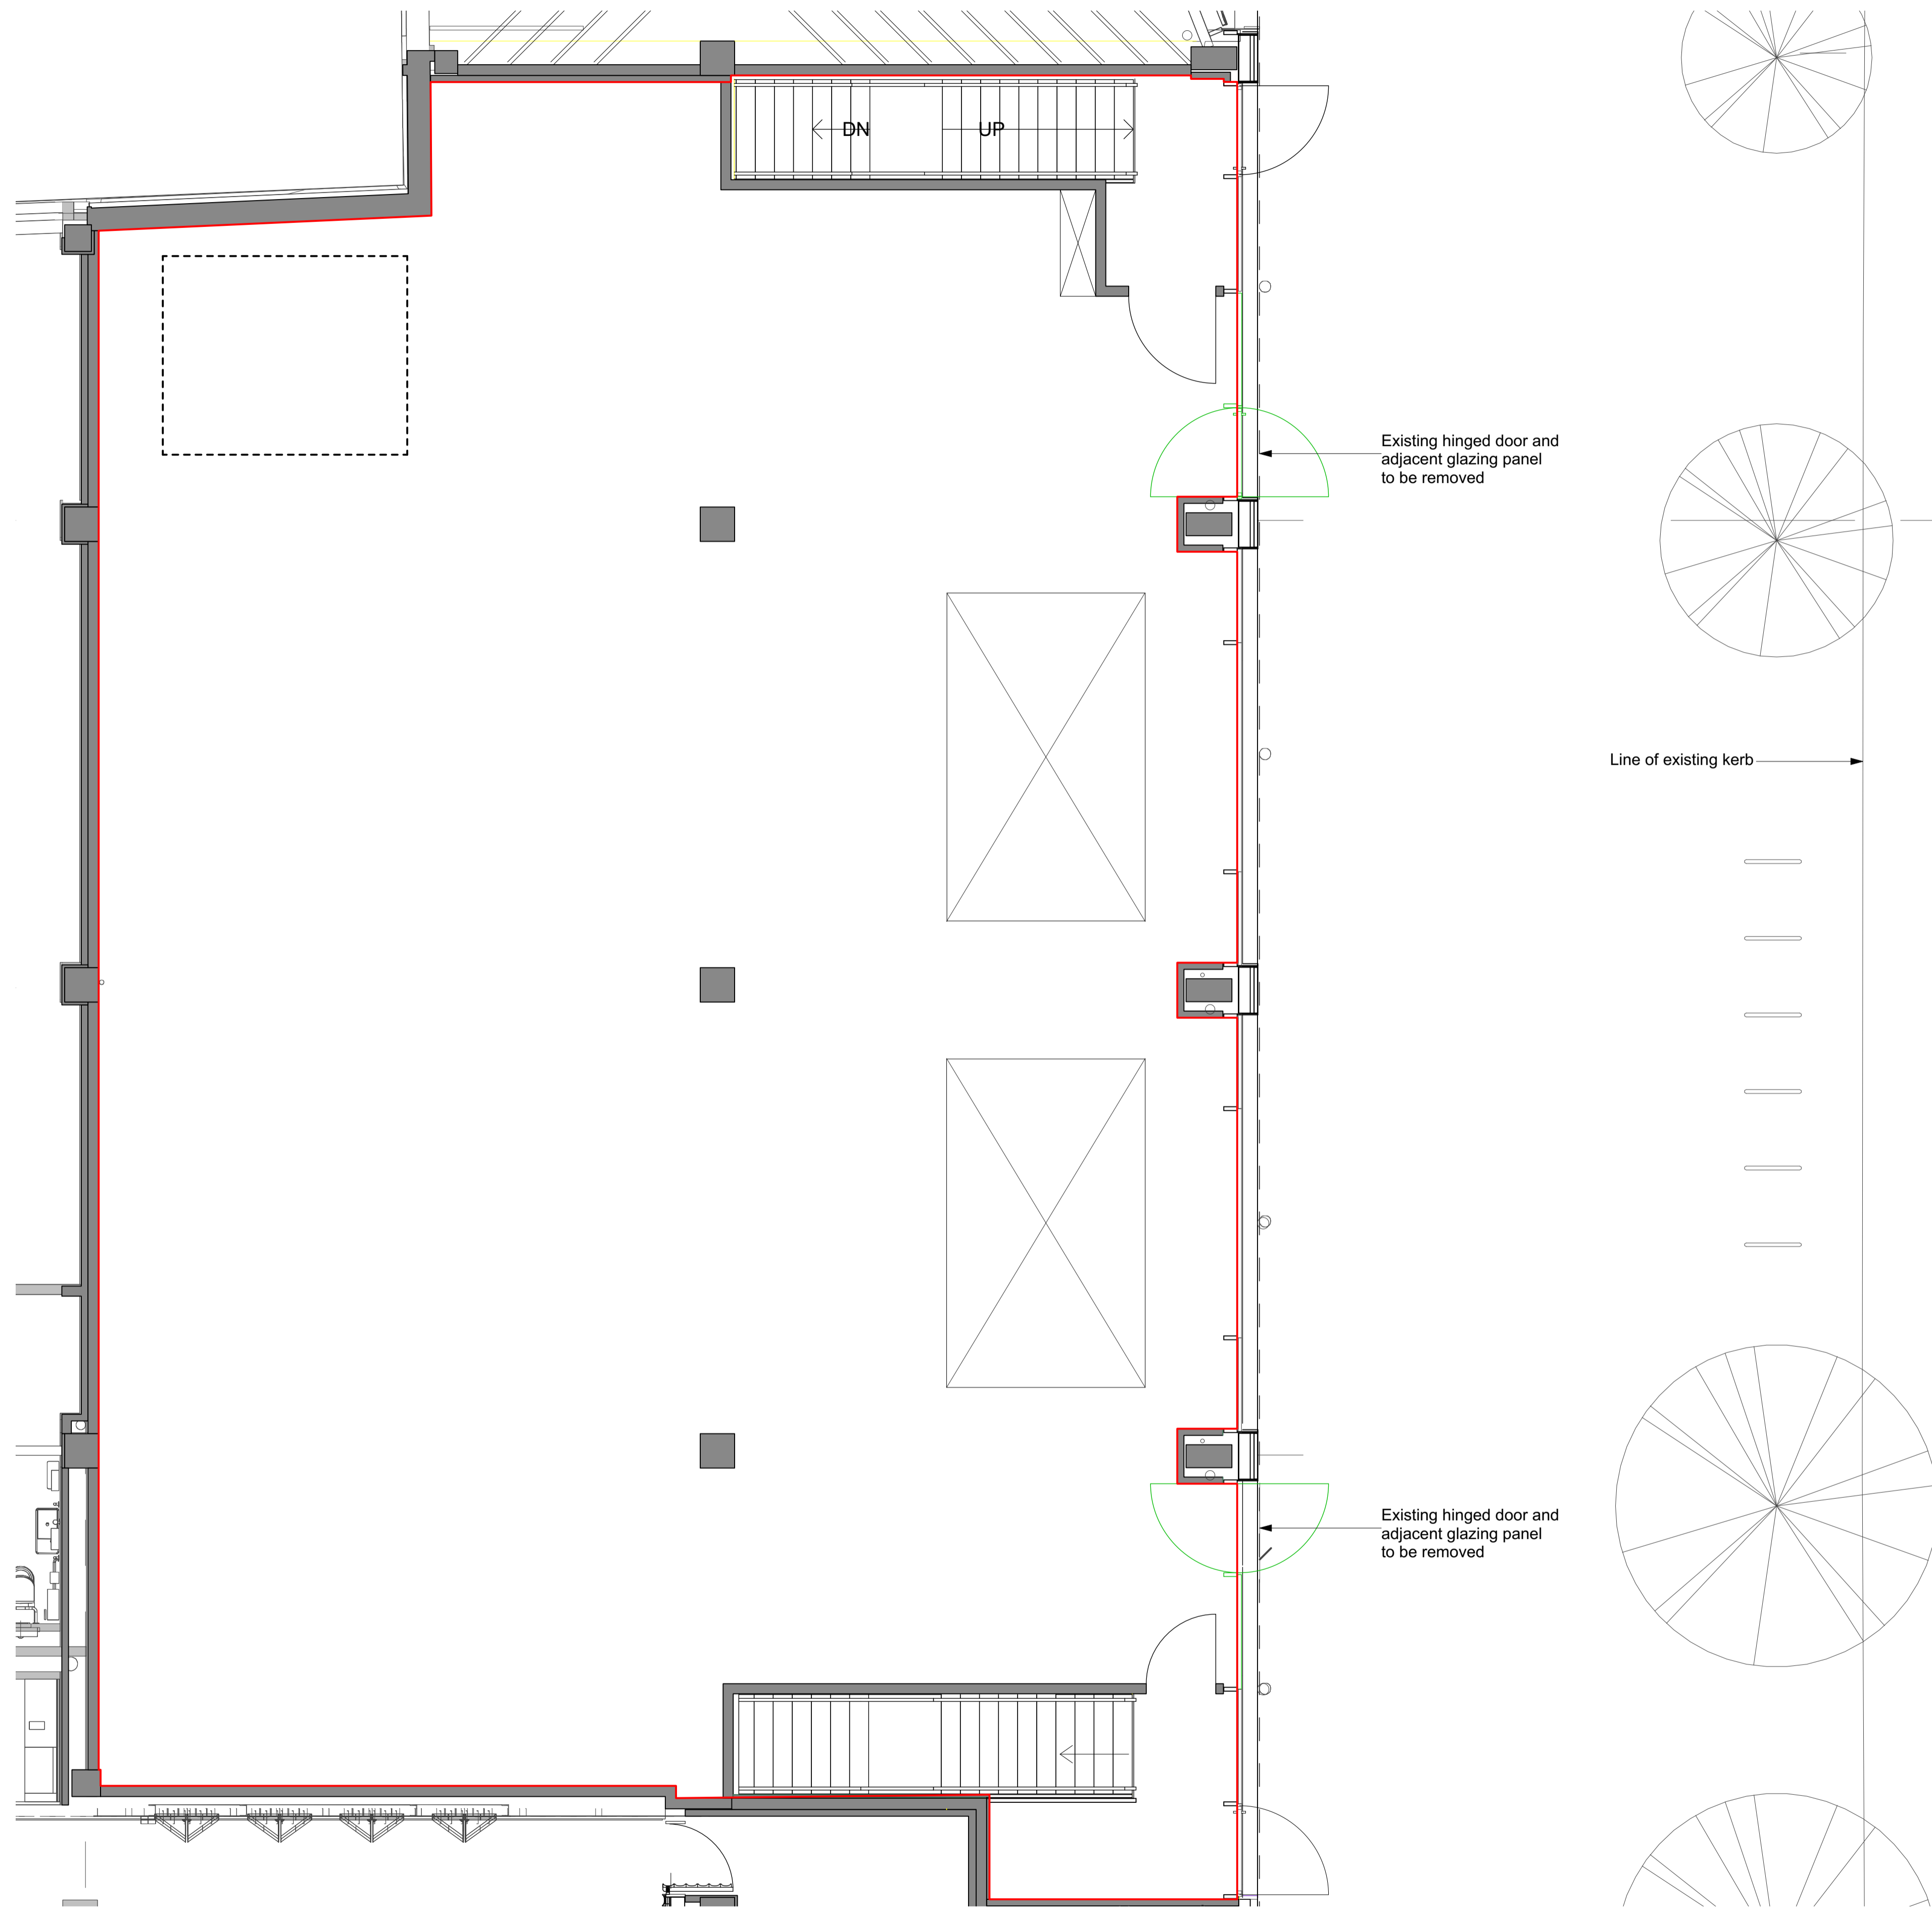 DN
UP
Existing hinged door and
adjacent glazing panel
to be removed
Line of existing kerb
Existing hinged door and
adjacent glazing panel
to be removed